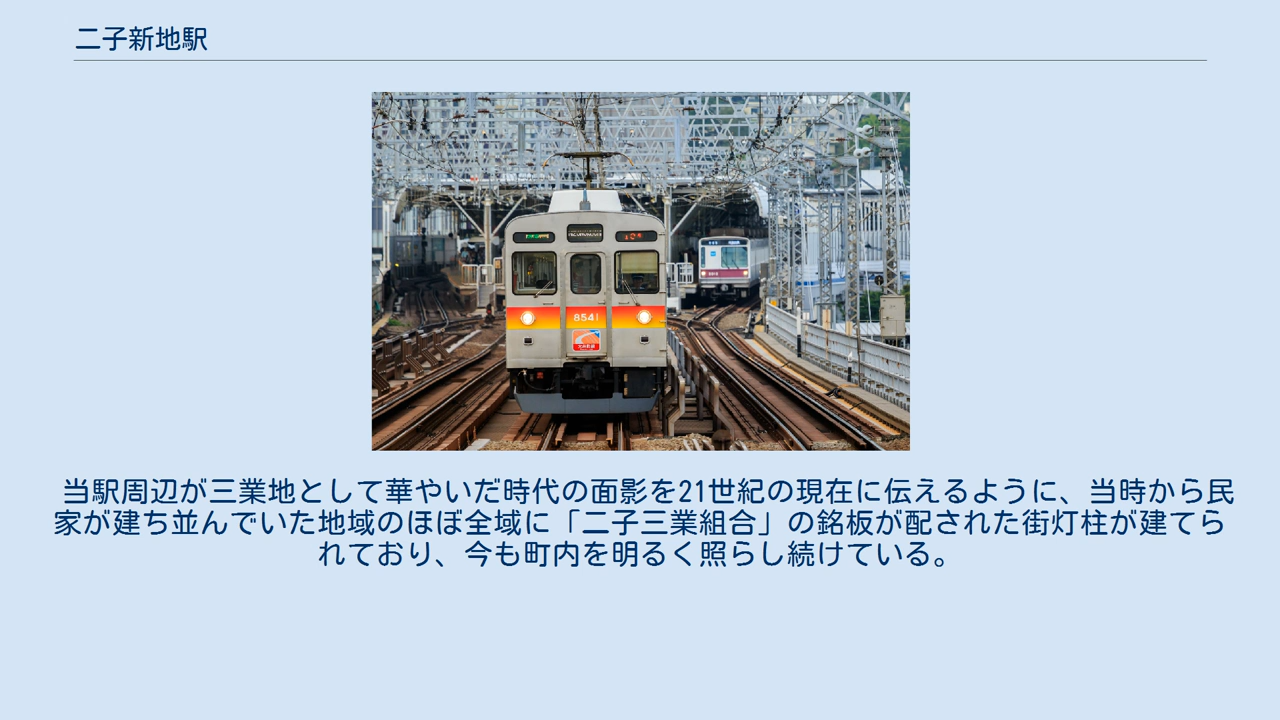 二子新地駅
8541
当駅周辺が三業地として華やいだ時代の面影を21世紀の現在に伝えるように、当時から民
家が建ち並んでいた地域のほぼ全域に「二子三業組合」の銘板が配された街灯柱が建てら
れており、今も町内を明るく照らし続けている。